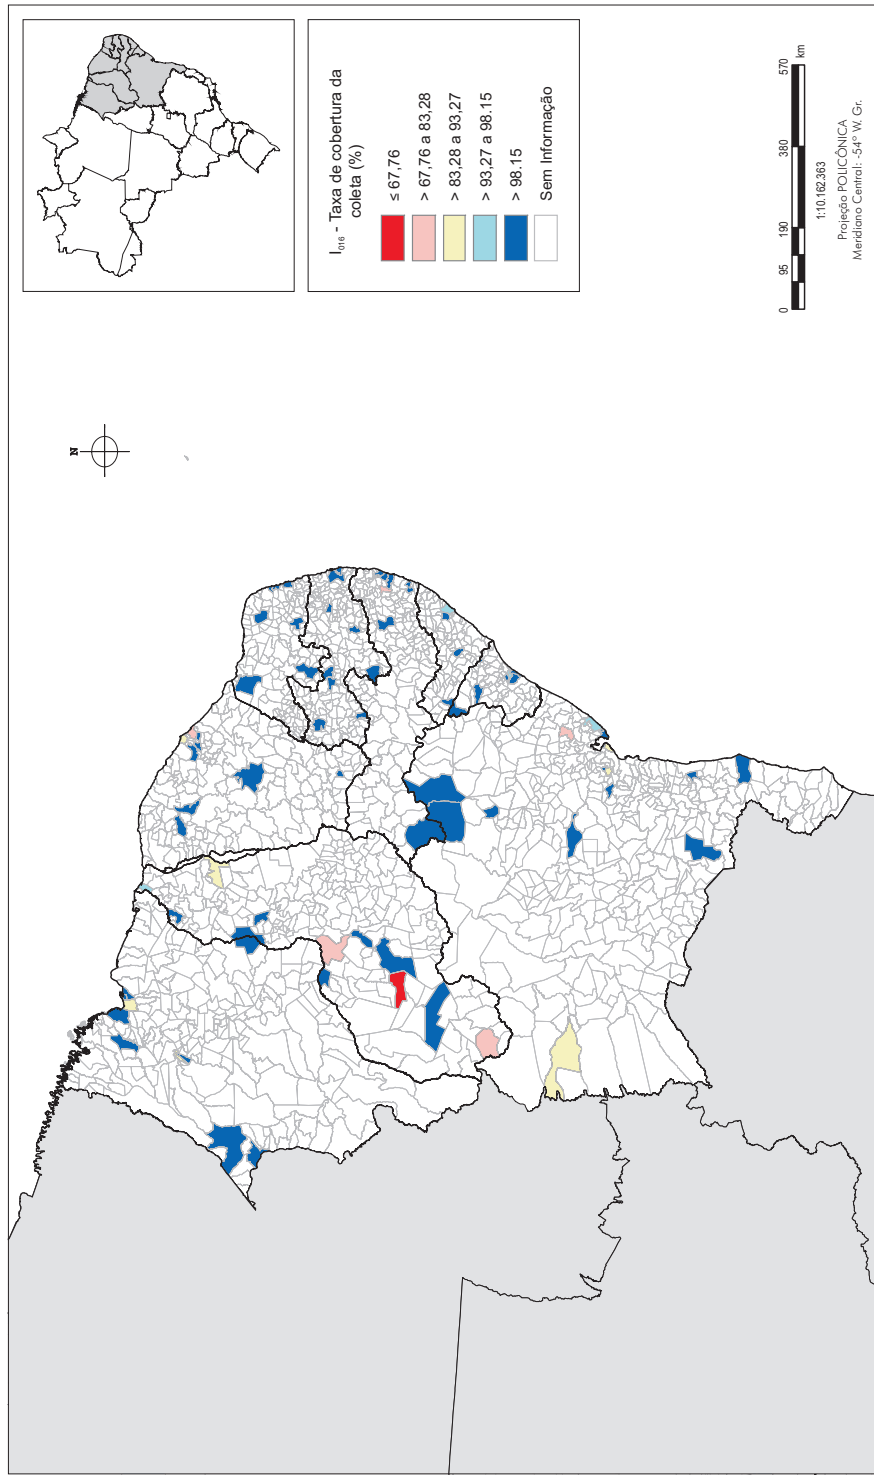 I016 - Taxa de cobertura da
coleta (%)
≤ 67,76
> 67,76 a 83,28
> 83,28 a 93,27
> 93,27 a 98.15
> 98.15
Sem Informação
N
0 95 190 380 570
km
1:10.162.363
Projeção POLICÔNICA
Meridiano Central: -54° W. Gr.